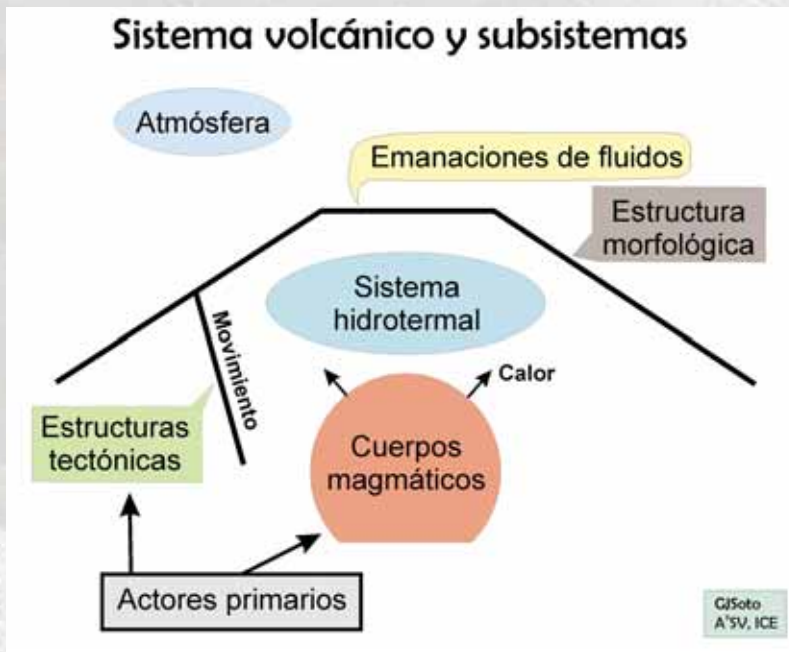 Sistema volcánico y subsistemas
Atmósfera
Emanaciones de fluidos
Estructura
morfológica
Sistema
hidrotermal
Movimiento
Calor
Estructuras
tectónicas
Cuerpos
magmáticos
Actores primarios
GJSoto
A'SV, ICE